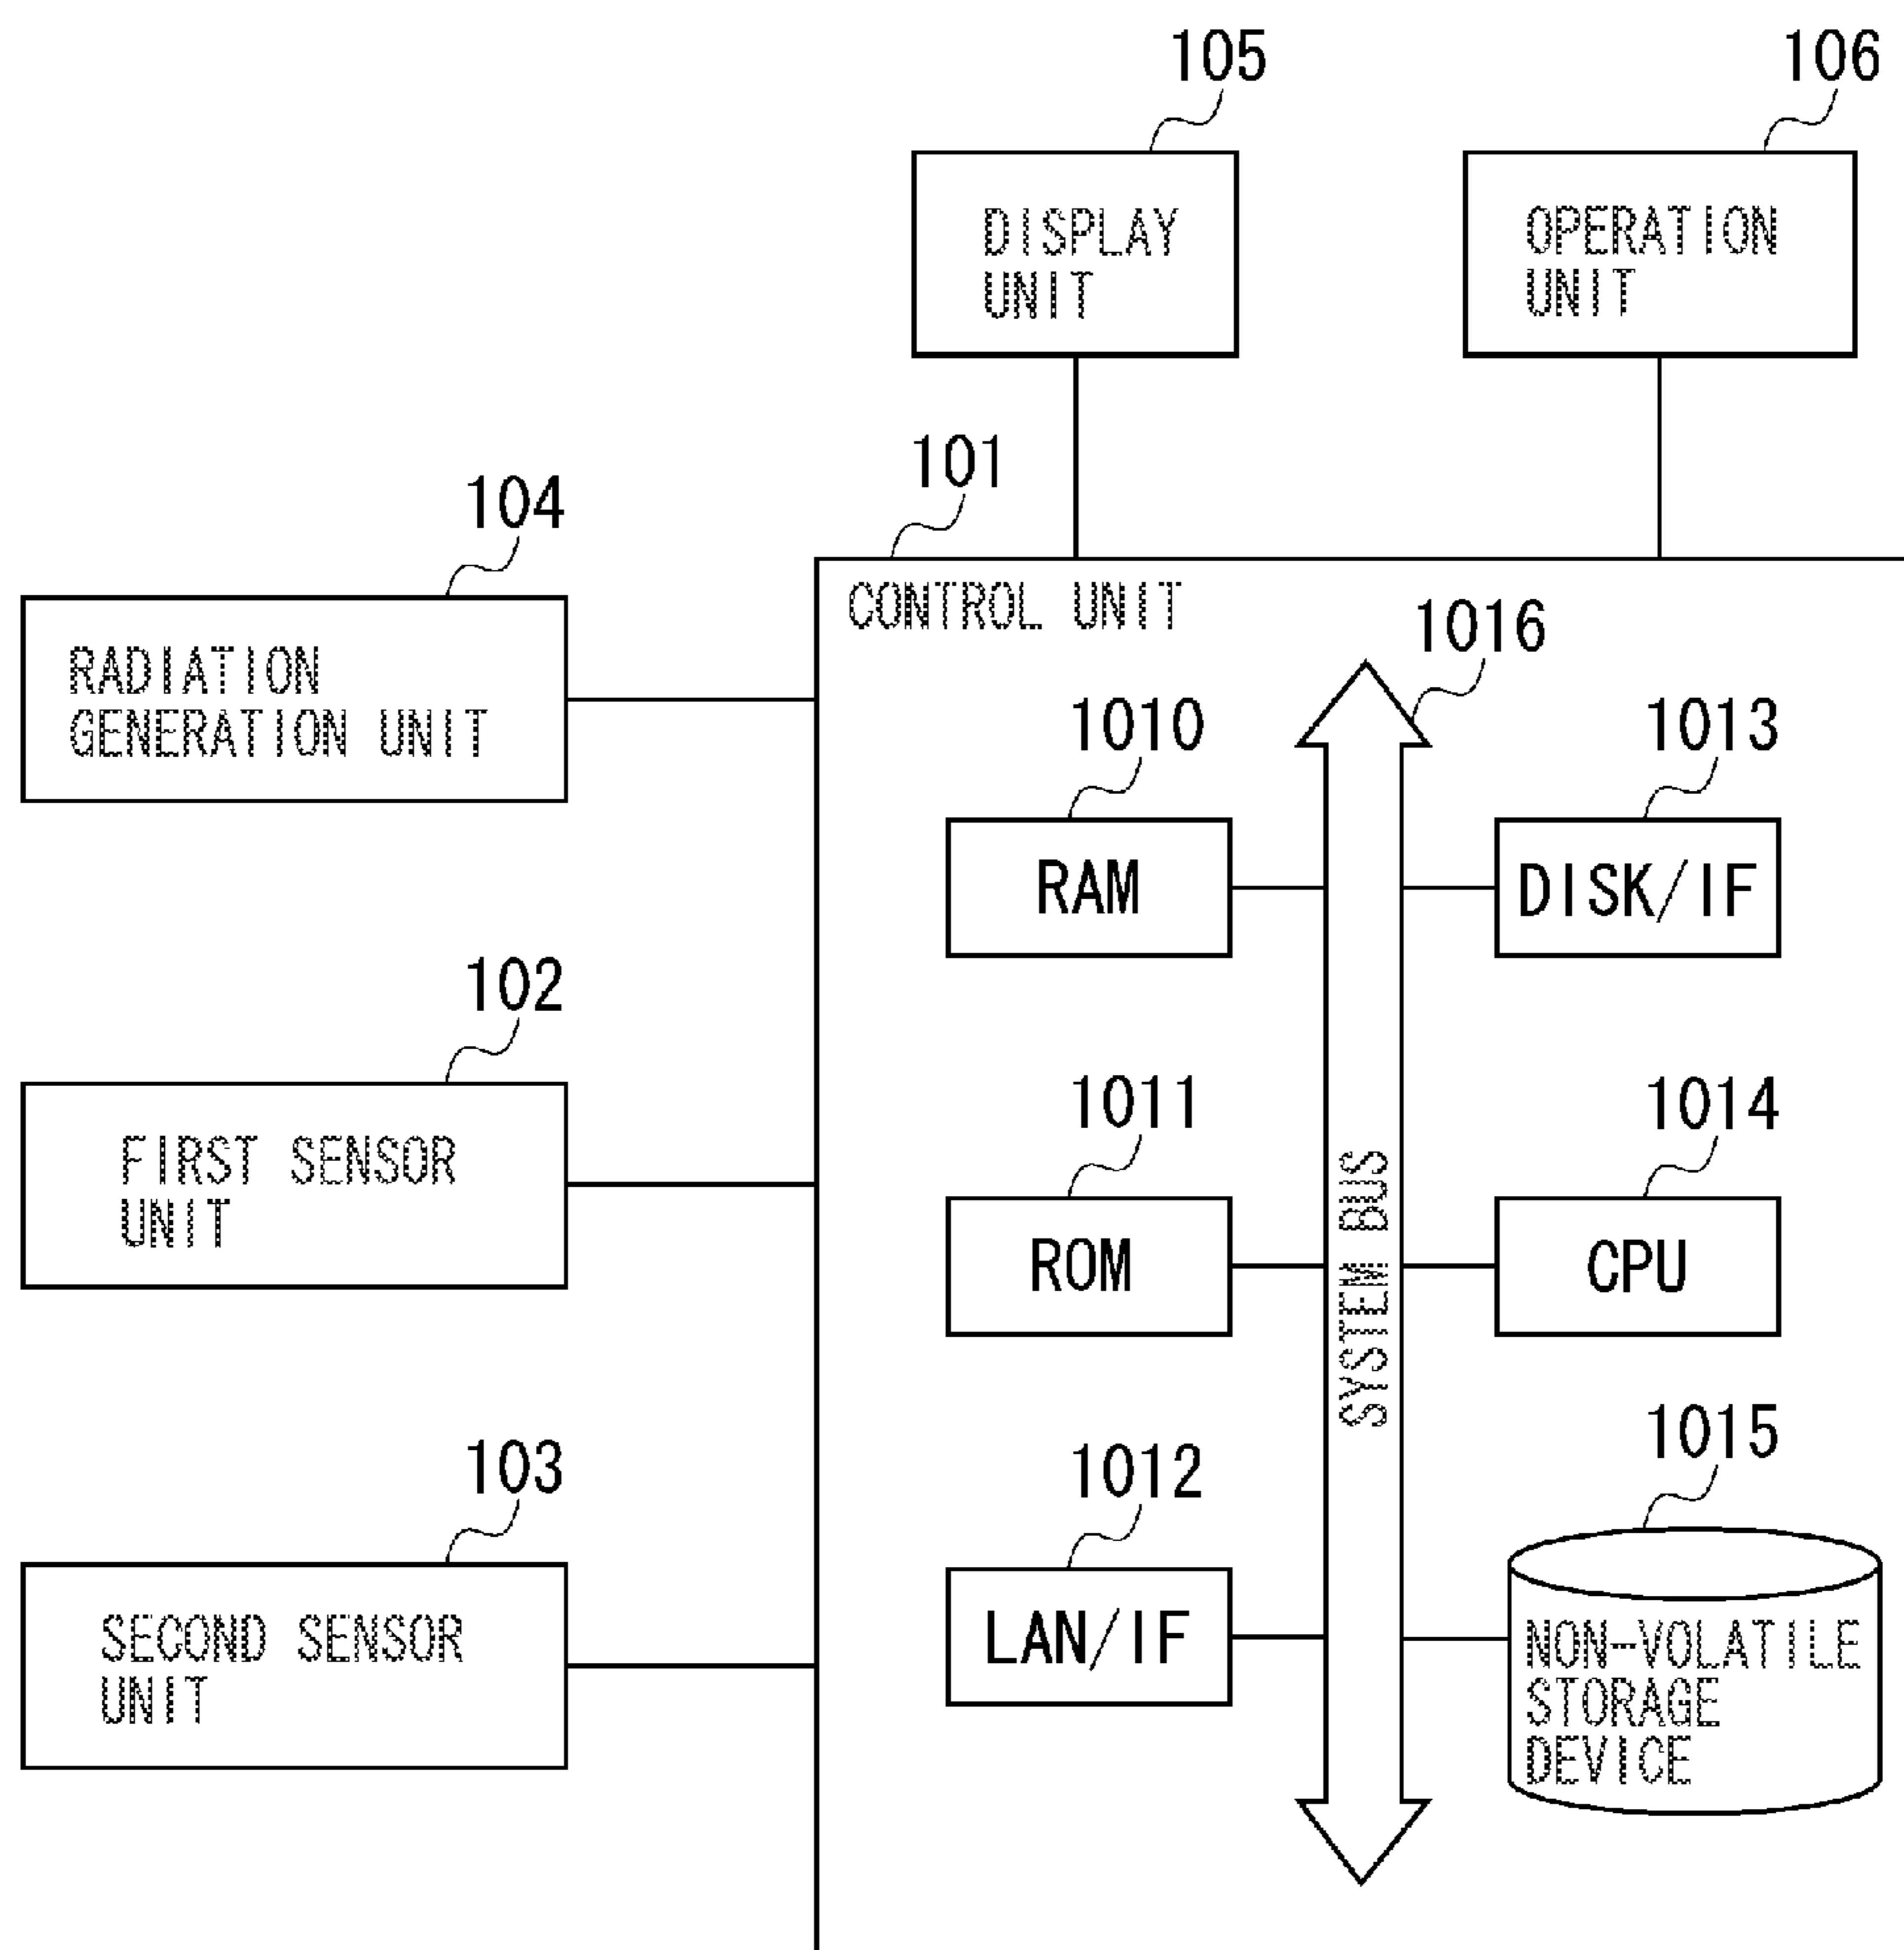 105
106
DISPLAY
UNIT
OPERATION
UNIT
101
104
CONTROL UNIT
1016
RADIATION
GENERATION UNIT
1010
1013
RAM
DISK/IF
102
1011
1014
FIRST SENSOR
UNIT
SYSTEM BUS
ROM
CPU
103
1012
1015
SECOND SENSOR
UNIT
LAN/IF
NON-VOLATILE
STORAGE
DEVICE